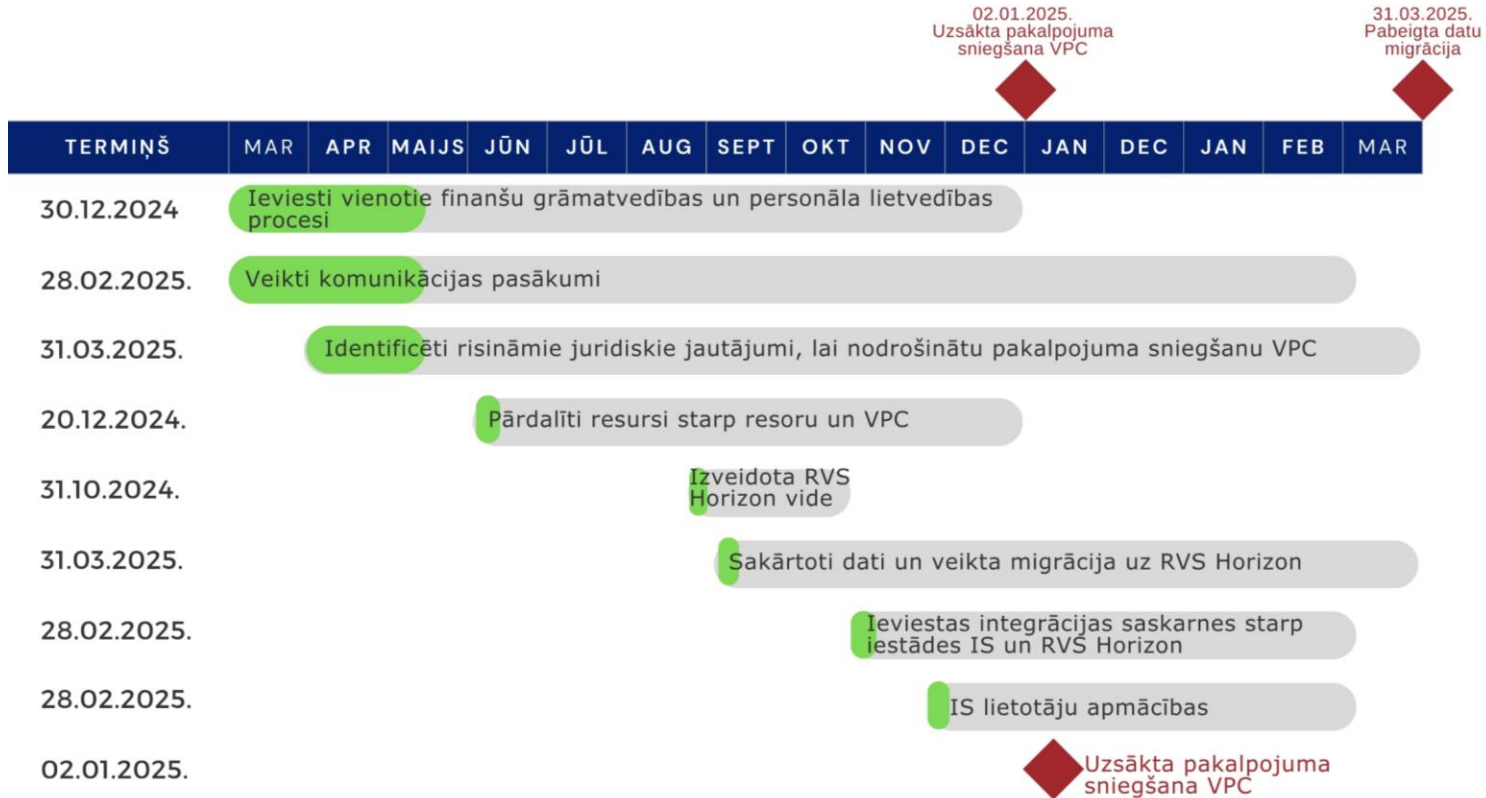 02.01.2025.
Uzsākta pakalpojuma
sniegšana VPC
31.03.2025.
Pabeigta datu
migrācija
TERMIŅŠ MAR APR MAIJS JŪN JŪL AUG SEPT OKT NOV DEC JAN DEC JAN FEB MAR
30.12.2024
Ieviesti vienotie finanšu grāmatvedības un personāla lietvedības
procesi
28.02.2025.
Veikti komunikācijas pasākumi
31.03.2025.
Identificēti risināmie juridiskie jautājumi, lai nodrošinātu pakalpojuma sniegšanu VPC
20.12.2024.
Pārdalīti resursi starp resoru un VPC
31.10.2024.
Izveidota RVS
Horizon vide
31.03.2025.
Sakārtoti dati un veikta migrācija uz RVS Horizon
28.02.2025.
Ieviestas integrācijas saskarnes starp
iestādes IS un RVS Horizon
28.02.2025.
IS lietotāju apmācības
02.01.2025.
Uzsākta pakalpojuma
sniegšana VPC